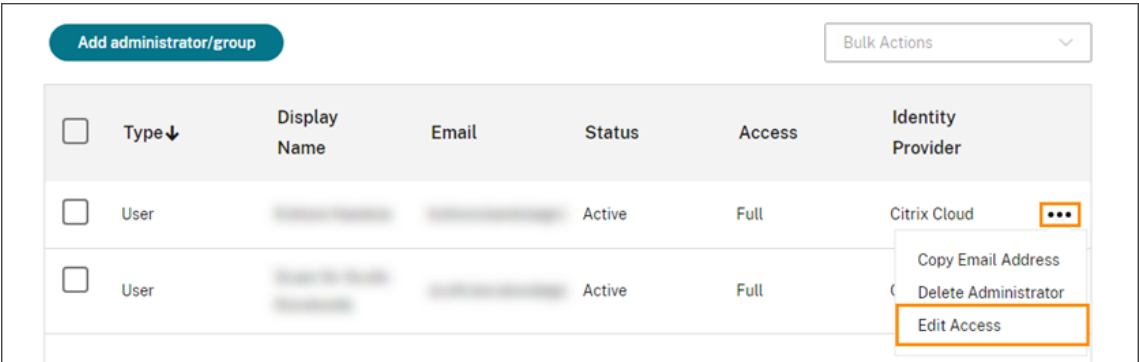 Add administrator/group
Bulk Actions
Type
Display
Name
Email
Status
Access
Identity
Provider
User
Active
Full
Citrix Cloud
Copy Email Address
User
Active
Full
Delete Administrator
Edit Access